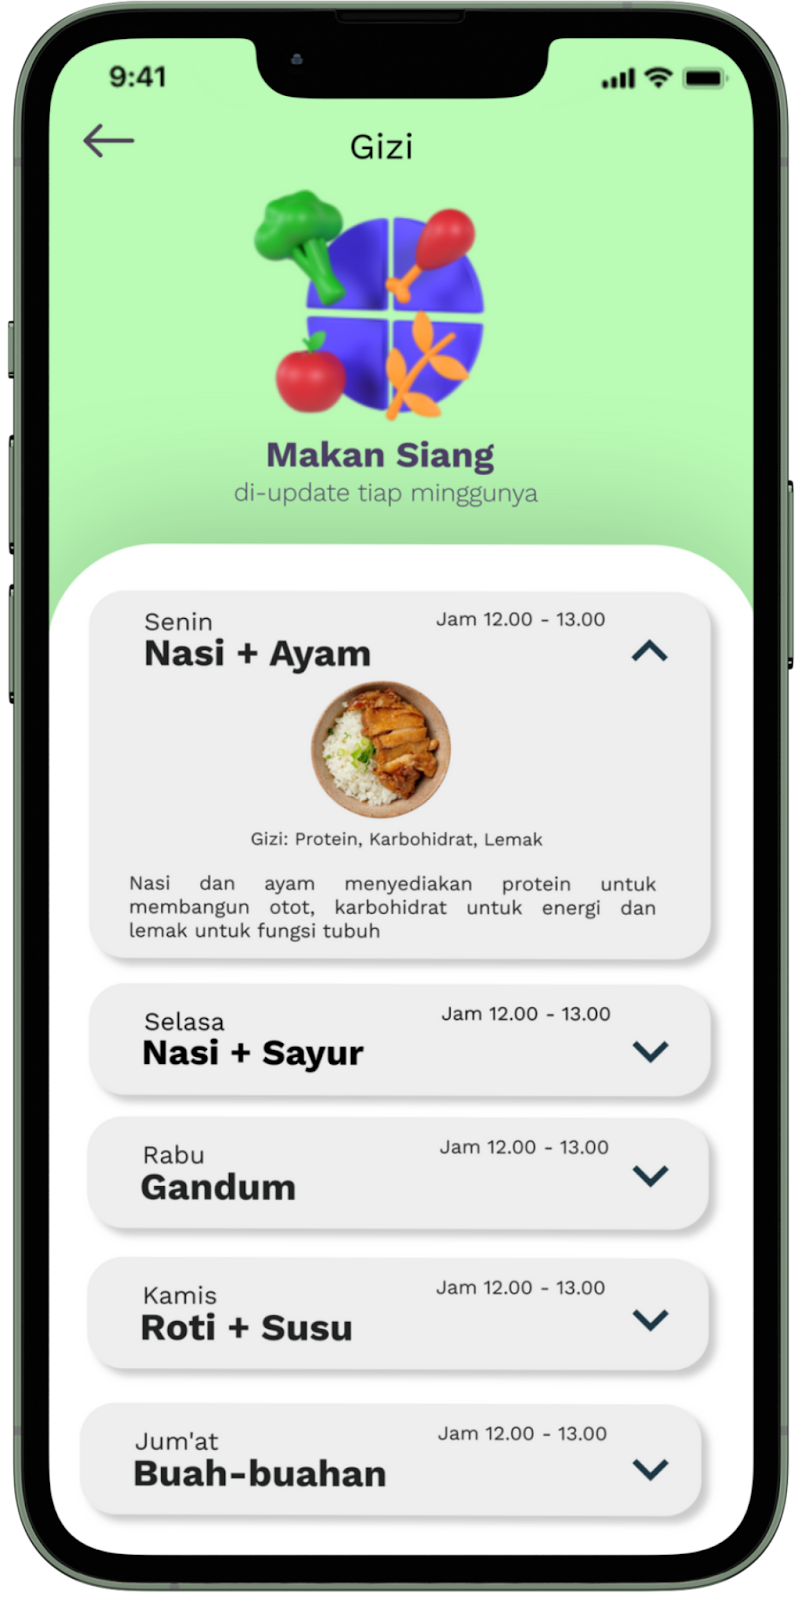 9:41
Gizi
Makan Siang
di-update tiap minggunya
Senin
Jam 12.00 - 13.00
Nasi + Ayam
Gizi: Protein, Karbohidrat, Lemak
Nasi dan ayam menyediakan protein untuk
membangun otot, karbohidrat untuk energi dan
lemak untuk fungsi tubuh
Selasa
Jam 12.00 - 13.00
Nasi + Sayur
Rabu
Jam 12.00 - 13.00
Gandum
Kamis
Jam 12.00 - 13.00
Roti + Susu
Jum'at
Jam 12.00 - 13.00
Buah-buahan